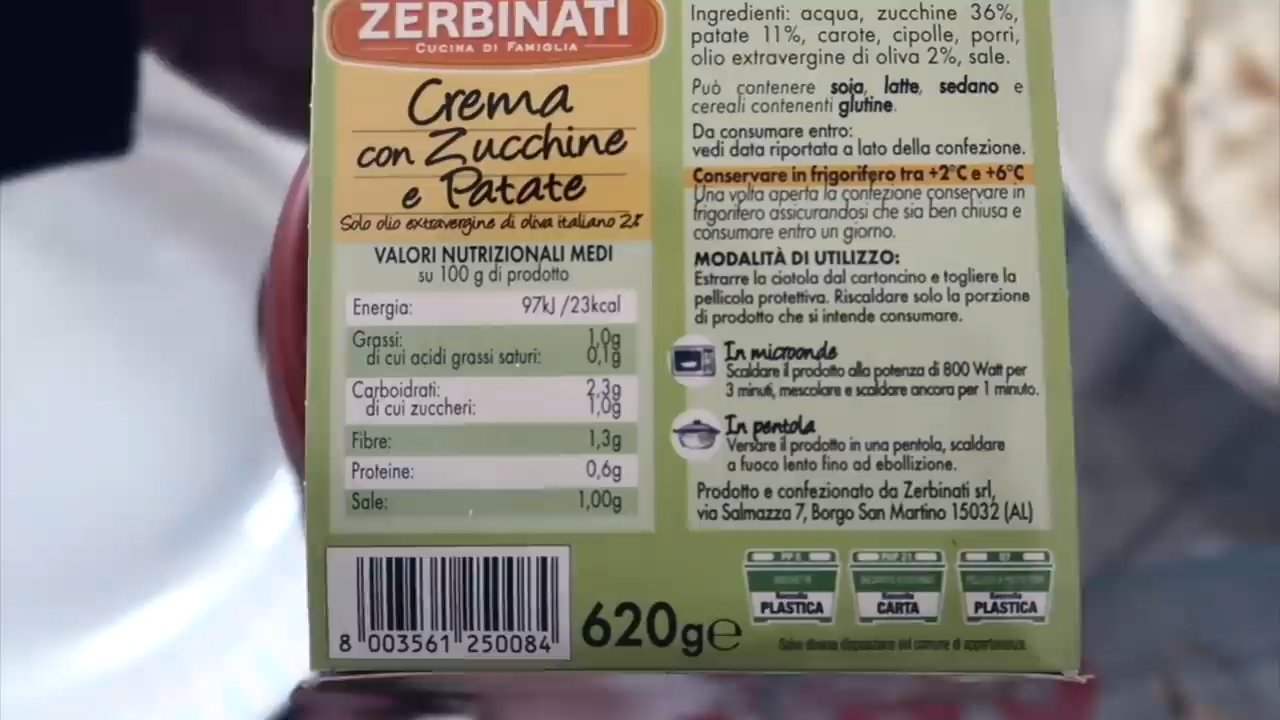 ZERBINATI
CUCINA DI FAMIGLIA
Crema
con Zucchine
e Patate
Solo olio extravergine di oliva italiano 2%
VALORI NUTRIZIONALI MEDI
su 100 g di prodotto
Energia: 97kJ/23kcal
Grassi: 1,0g
di cui acidi grassi saturi: 0,1g
Carboidrati: 2,3g
di cui zuccheri: 1,0g
Fibre: 1,3g
Proteine: 0,6g
Sale: 1,00g
8 003561 250084
620g℮
Ingredienti: acqua, zucchine 36%,
patate 11%, carote, cipolle, porri,
olio extravergine di oliva 2%, sale.
Può contenere soia, latte, sedano e
cereali contenenti glutine.
Da consumare entro:
vedi data riportata a lato della confezione.
Conservare in frigorifero tra +2°C e +6°C
Una volta aperta la confezione conservare in
frigorifero assicurandosi che sia ben chiusa e
consumare entro un giorno.
MODALITÀ DI UTILIZZO:
Estrarre la ciotola dal cartoncino e togliere la
pellicola protettiva. Riscaldare solo la porzione
di prodotto che si intende consumare.
In microonde
Scaldare il prodotto alla potenza di 800 Watt per
3 minuti, mescolare e scaldare ancora per 1 minuto.
In pentola
Versare il prodotto in una pentola, scaldare
a fuoco lento fino ad ebollizione.
Prodotto e confezionato da Zerbinati srl,
via Salmazza 7, Borgo San Martino 15032 (AL)
Raccolta PLASTICA
Raccolta CARTA
Raccolta PLASTICA